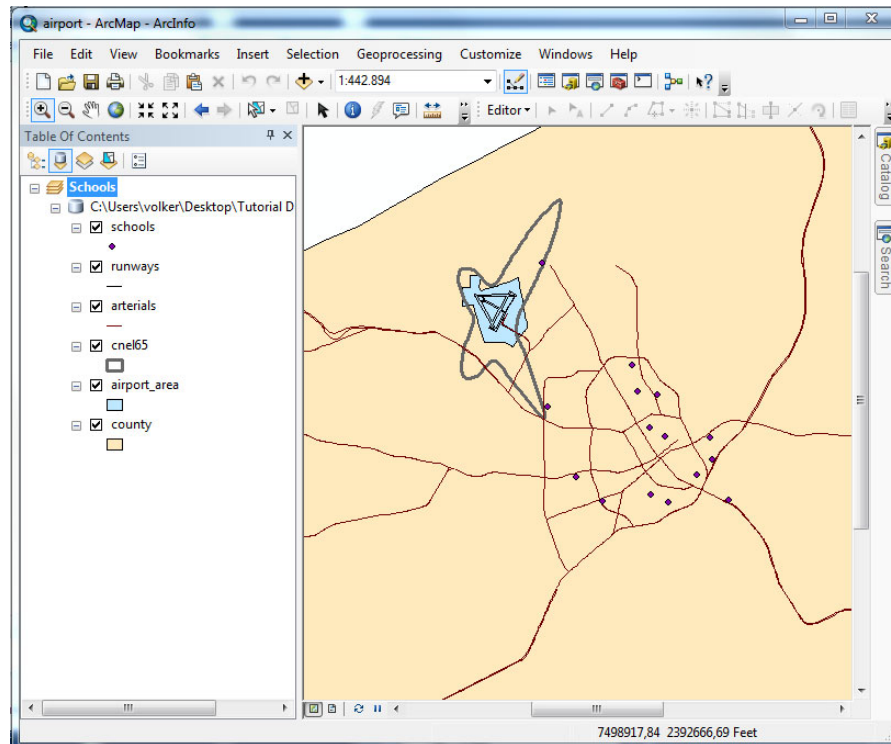 airport - ArcMap - ArcInfo
File Edit View Bookmarks Insert Selection Geoprocessing Customize Windows Help
1:442.894
Editor
Table Of Contents
Schools
C:\Users\volker\Desktop\Tutorial D
schools
runways
arterials
cnel65
airport_area
county
Catalog
Search
7498917,84 2392666,69 Feet